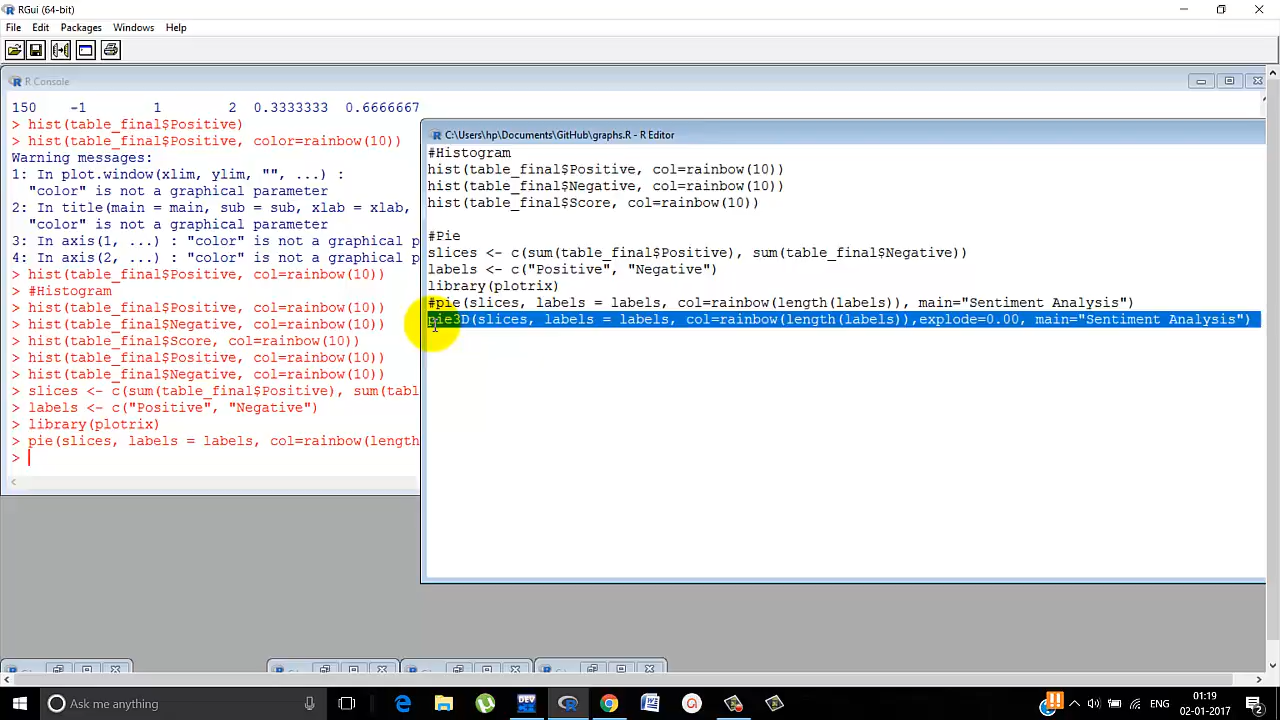 RGui (64-bit)
File Edit Packages Windows Help
R Console
150 -1 1 2 0.3333333 0.6666667
> hist(table_final$Positive)
> hist(table_final$Positive, color=rainbow(10))
Warning messages:
1: In plot.window(xlim, ylim, "", ...) :
"color" is not a graphical parameter
2: In title(main = main, sub = sub, xlab = xlab,
"color" is not a graphical parameter
3: In axis(1, ...) : "color" is not a graphical p
4: In axis(2, ...) : "color" is not a graphical p
> hist(table_final$Positive, col=rainbow(10))
> #Histogram
> hist(table_final$Positive, col=rainbow(10))
> hist(table_final$Negative, col=rainbow(10))
> hist(table_final$Score, col=rainbow(10))
> hist(table_final$Positive, col=rainbow(10))
> hist(table_final$Negative, col=rainbow(10))
> slices <- c(sum(table_final$Positive), sum(tabl
> labels <- c("Positive", "Negative")
> library(plotrix)
> pie(slices, labels = labels, col=rainbow(length
>
C:\Users\hp\Documents\GitHub\graphs.R - R Editor
#Histogram
hist(table_final$Positive, col=rainbow(10))
hist(table_final$Negative, col=rainbow(10))
hist(table_final$Score, col=rainbow(10))
#Pie
slices <- c(sum(table_final$Positive), sum(table_final$Negative))
labels <- c("Positive", "Negative")
library(plotrix)
#pie(slices, labels = labels, col=rainbow(length(labels)), main="Sentiment Analysis")
pie3D(slices, labels = labels, col=rainbow(length(labels)),explode=0.00, main="Sentiment Analysis")
Ask me anything
DEV
ENG
01:19
02-01-2017